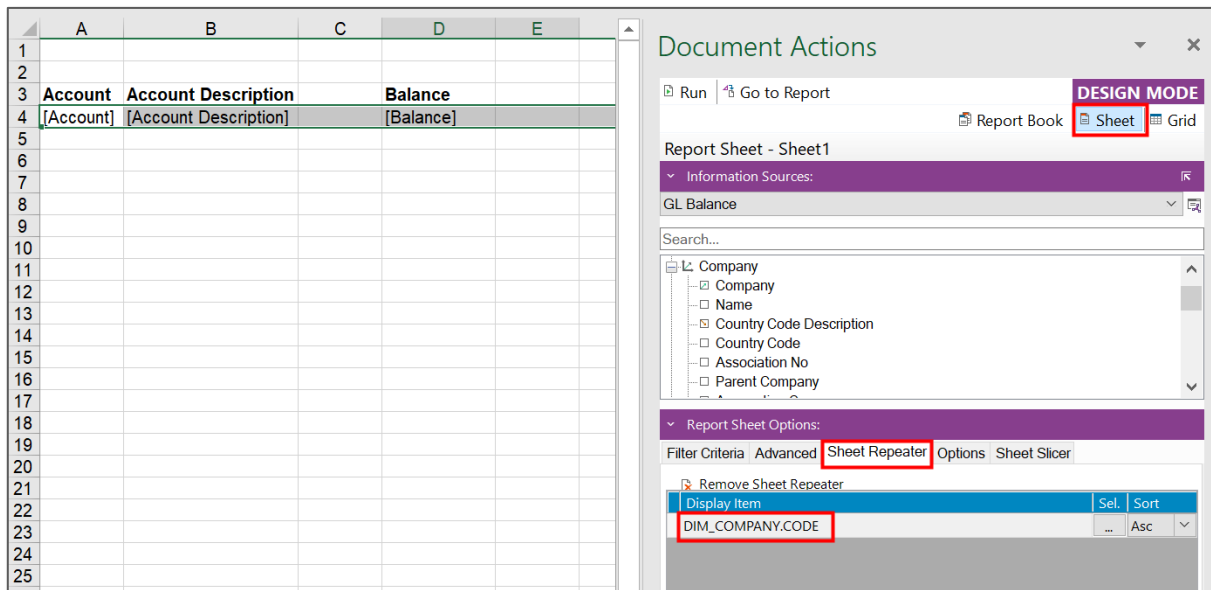 A B C D E
1
2
3 Account Account Description Balance
4 [Account] [Account Description] [Balance]
5
6
7
8
9
10
11
12
13
14
15
16
17
18
19
20
21
22
23
24
25
Document Actions
Run Go to Report DESIGN MODE
Report Book Sheet Grid
Report Sheet - Sheet1
Information Sources:
GL Balance
Search...
Company
Company
Name
Country Code Description
Country Code
Association No
Parent Company
Report Sheet Options:
Filter Criteria Advanced Sheet Repeater Options Sheet Slicer
Remove Sheet Repeater
Display Item Sel. Sort
DIM_COMPANY.CODE ... Asc